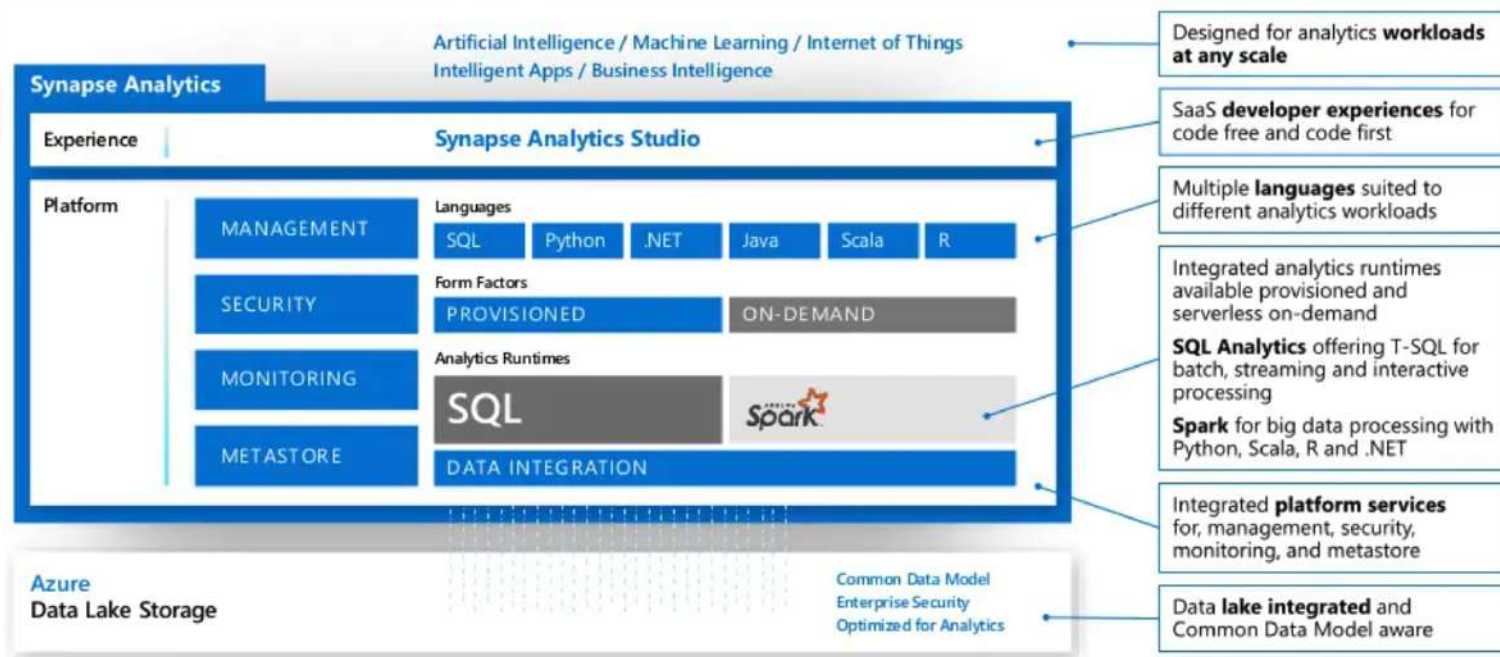 Artificial Intelligence / Machine Learning / Internet of Things
Intelligent Apps / Business Intelligence
Synapse Analytics
Experience
Synapse Analytics Studio
Platform
MANAGEMENT
SECURITY
MONITORING
METASTORE
Languages
SQL
Python
.NET
Java
Scala
R
Form Factors
PROVISIONED
ON-DEMAND
Analytics Runtimes
SQL
APACHE
Spark
DATA INTEGRATION
Azure
Data Lake Storage
Common Data Model
Enterprise Security
Optimized for Analytics
Designed for analytics workloads
at any scale
SaaS developer experiences for
code free and code first
Multiple languages suited to
different analytics workloads
Integrated analytics runtimes
available provisioned and
serverless on-demand
SQL Analytics offering T-SQL for
batch, streaming and interactive
processing
Spark for big data processing with
Python, Scala, R and .NET
Integrated platform services
for, management, security,
monitoring, and metastore
Data lake integrated and
Common Data Model aware